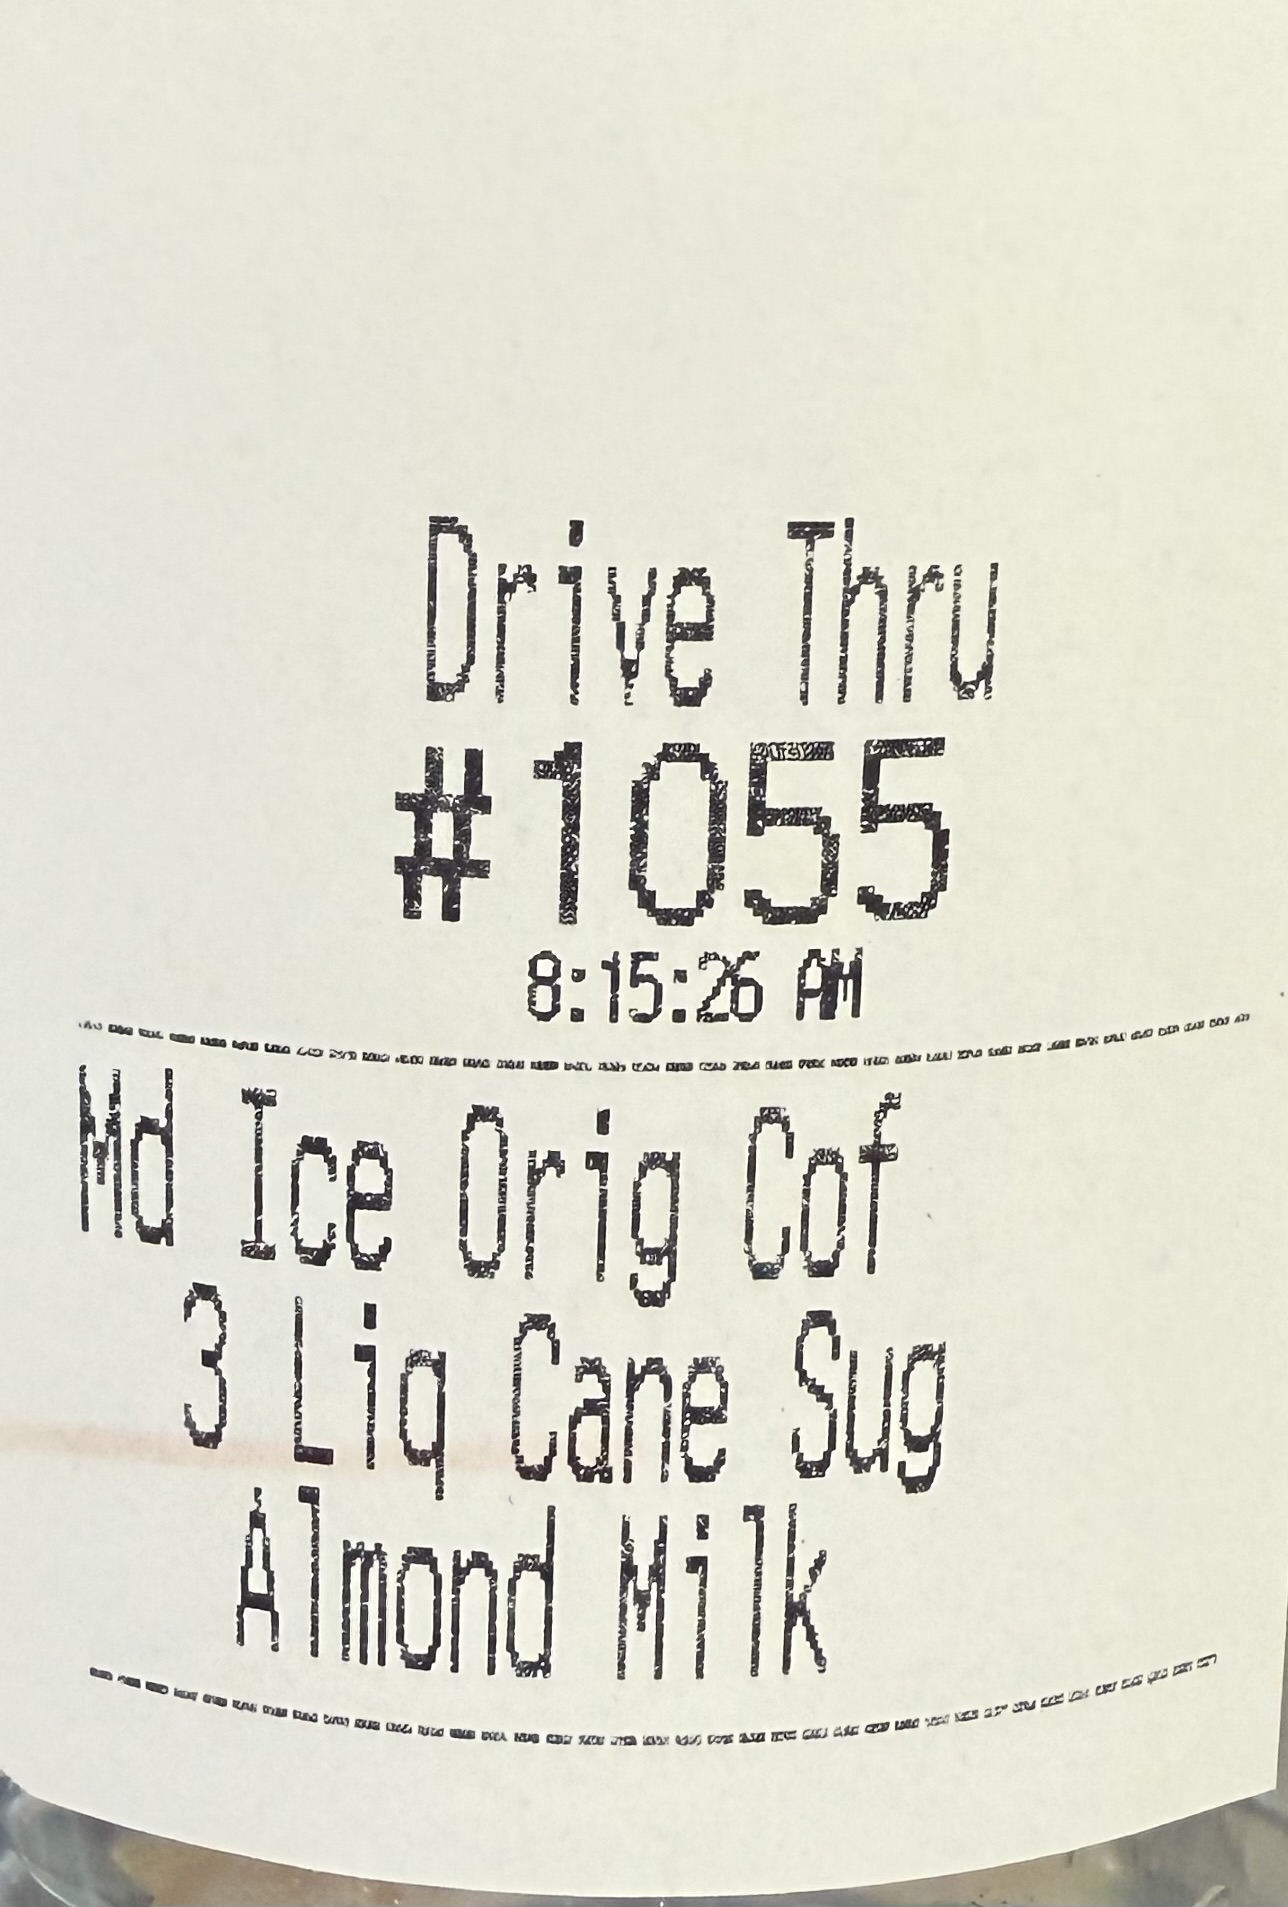 Drive Thru
#1055
8:15:26 AM
Md Ice Orig Cof
3 Liq Cane Sug
Almond Milk